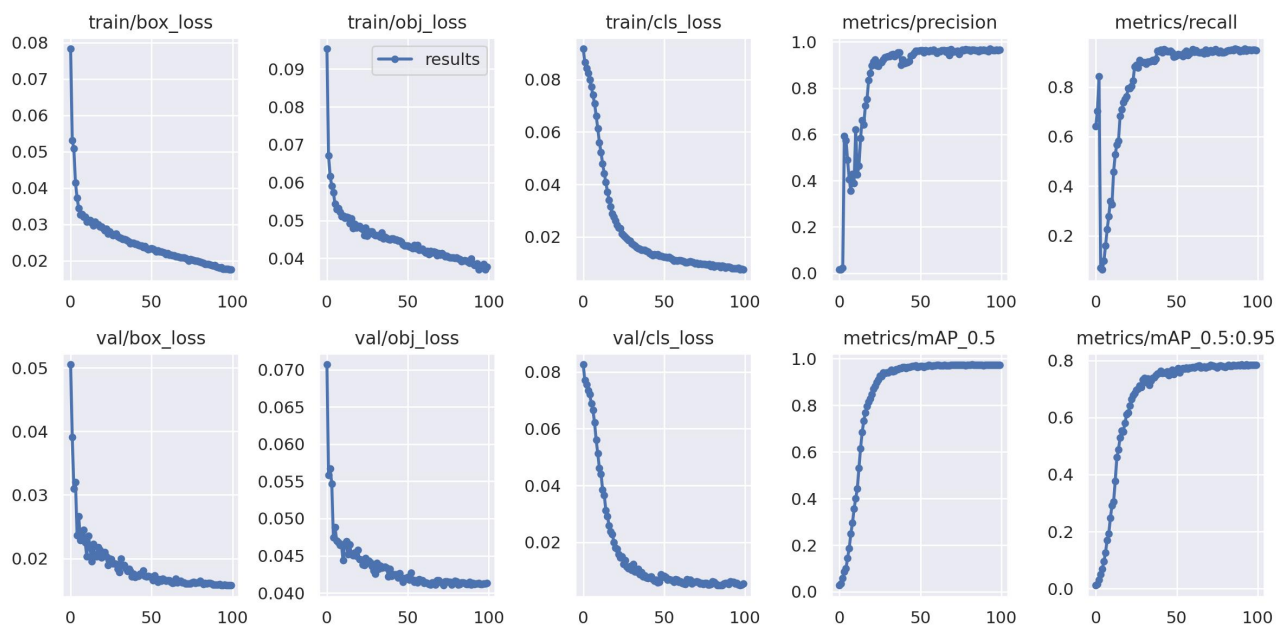 train/box_loss
0.08
0.07
0.06
0.05
0.04
0.03
0.02
0 50 100
train/obj_loss
results
0.09
0.08
0.07
0.06
0.05
0.04
0 50 100
train/cls_loss
0.08
0.06
0.04
0.02
0 50 100
metrics/precision
1.0
0.8
0.6
0.4
0.2
0.0
0 50 100
metrics/recall
0.8
0.6
0.4
0.2
0 50 100
val/box_loss
0.05
0.04
0.03
0.02
0 50 100
val/obj_loss
0.070
0.065
0.060
0.055
0.050
0.045
0.040
0 50 100
val/cls_loss
0.08
0.06
0.04
0.02
0 50 100
metrics/mAP_0.5
1.0
0.8
0.6
0.4
0.2
0.0
0 50 100
metrics/mAP_0.5:0.95
0.8
0.6
0.4
0.2
0.0
0 50 100